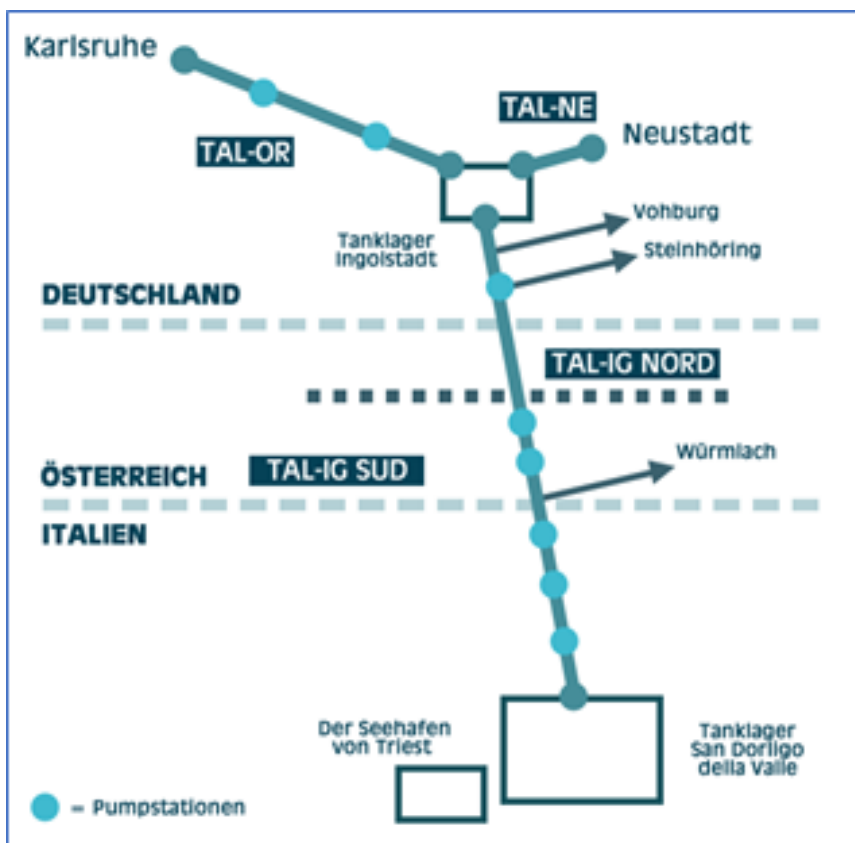 Karlsruhe
TAL-NE
Neustadt
TAL-OR
Vohburg
Tanklager
Ingolstadt
Steinhöring
DEUTSCHLAND
TAL-IG NORD
Würmlach
ÖSTERREICH
TAL-IG SUD
ITALIEN
Der Seehafen
von Triest
Tanklager
San Dorligo
della Valle
= Pumpstationen